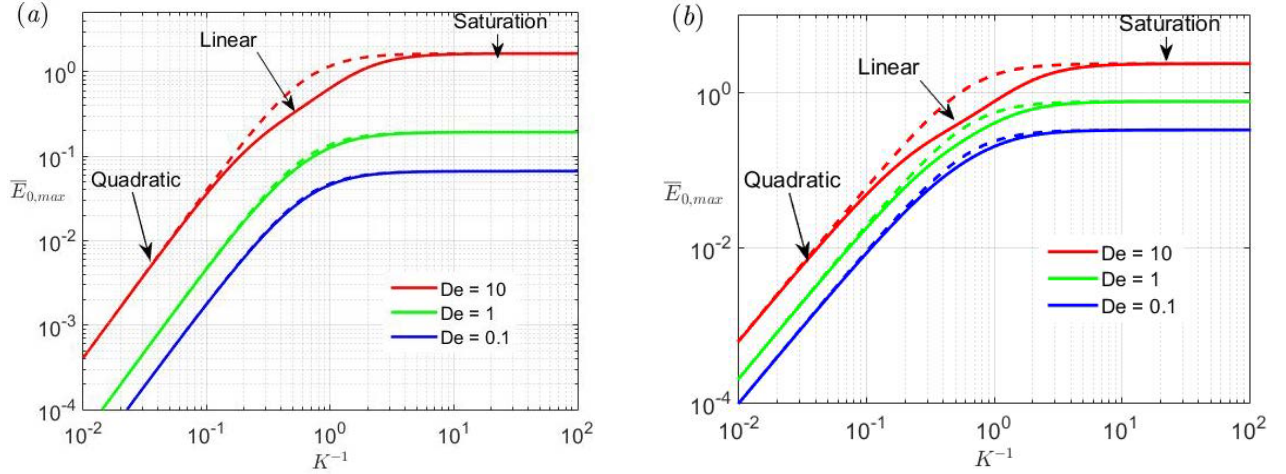 (a)
Saturation
Linear
Quadratic
10^0
10^-1
10^-2
10^-3
10^-4
\overline{E}_{0,max}
De = 10
De = 1
De = 0.1
10^-2 10^-1 10^0 10^1 10^2
K^{-1}
(b)
Saturation
Linear
Quadratic
10^0
10^-2
10^-4
\overline{E}_{0,max}
De = 10
De = 1
De = 0.1
10^-2 10^-1 10^0 10^1 10^2
K^{-1}